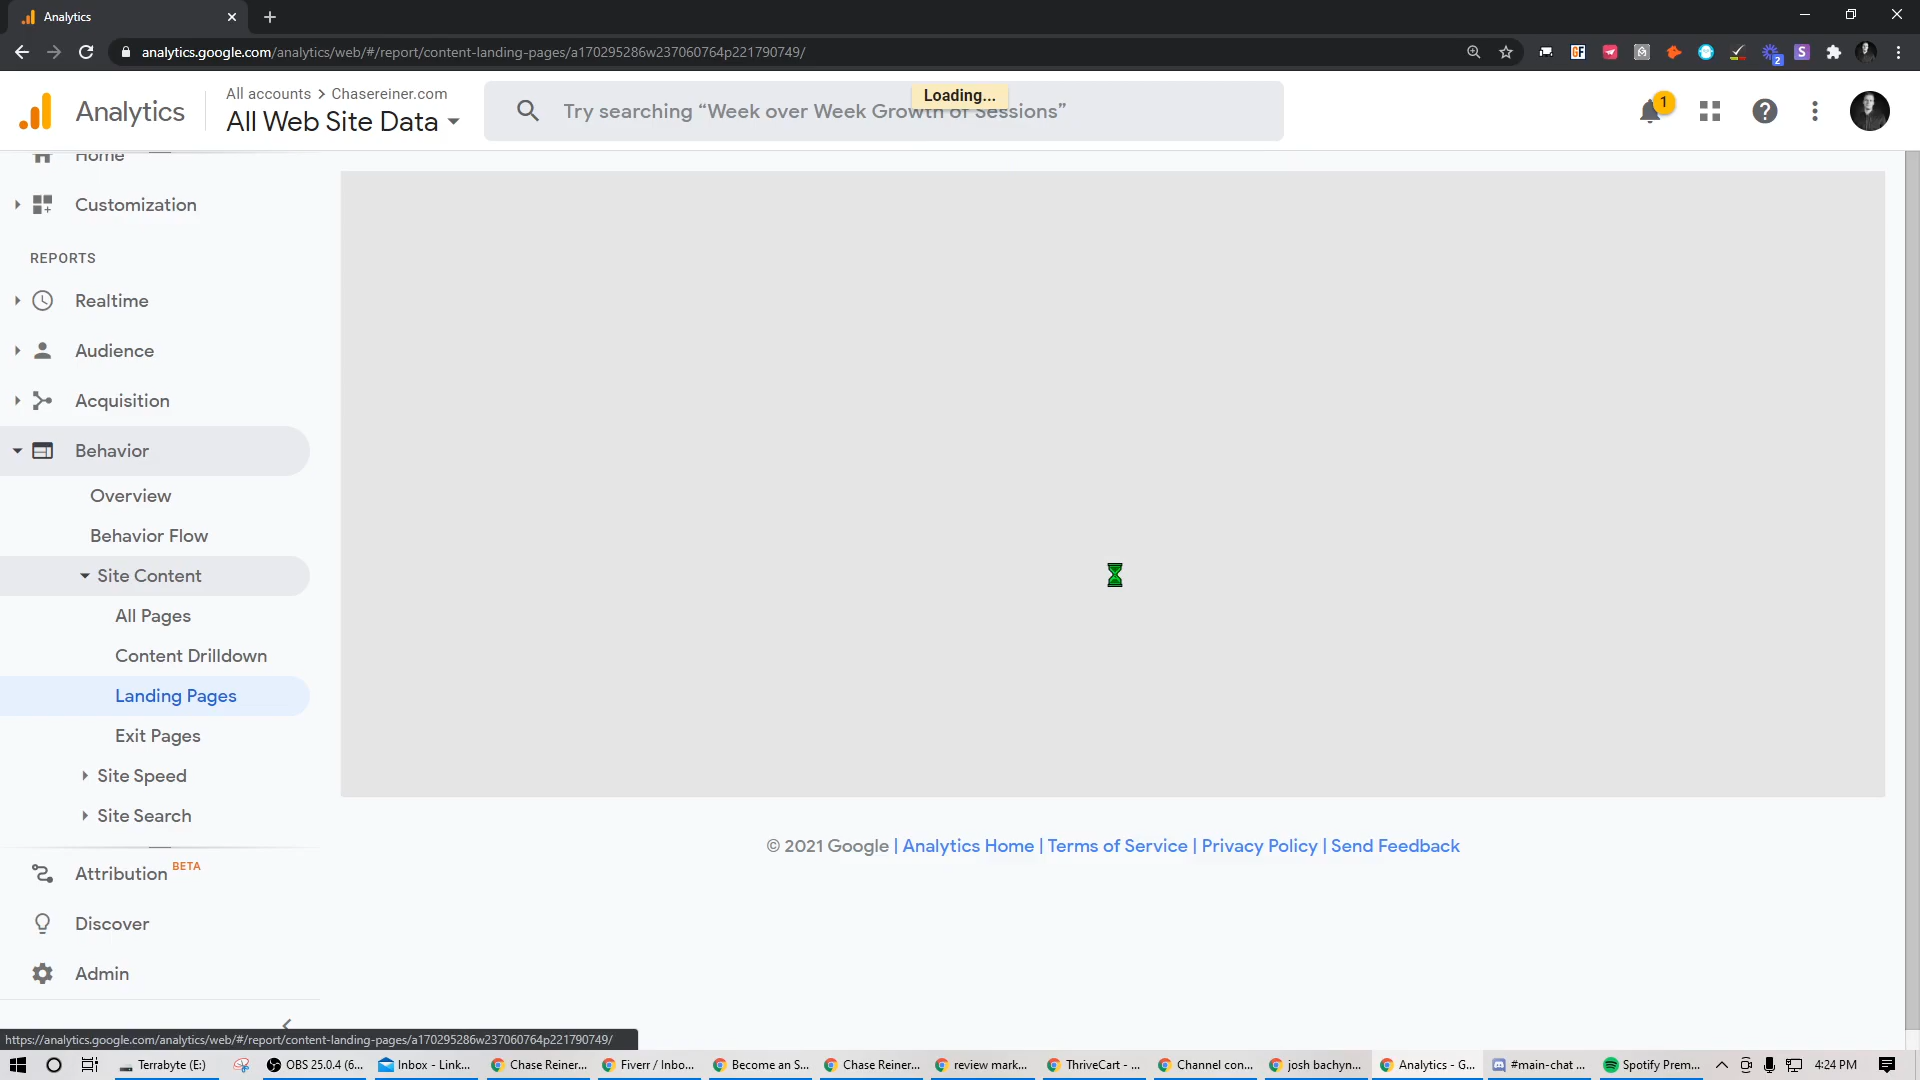 Analytics
analytics.google.com/analytics/web/#/report/content-landing-pages/a170295286w237060764p221790749/
GF
2
S
Analytics
All accounts > Chasereiner.com
All Web Site Data
Try searching “Week over Week Growth of Sessions”
Loading...
1
Home
Customization
REPORTS
Realtime
Audience
Acquisition
Behavior
Overview
Behavior Flow
Site Content
All Pages
Content Drilldown
Landing Pages
Exit Pages
Site Speed
Site Search
Attribution BETA
Discover
Admin
© 2021 Google | Analytics Home | Terms of Service | Privacy Policy | Send Feedback
https://analytics.google.com/analytics/web/#/report/content-landing-pages/a170295286w237060764p221790749/
Terrabyte (E:)
OBS 25.0.4 (6...
Inbox - Link...
Chase Reiner...
Fiverr / Inbo...
Become an S...
Chase Reiner...
review mark...
ThriveCart - ...
Channel con...
josh bachyn...
Analytics - G...
#main-chat ...
Spotify Prem...
4:24 PM